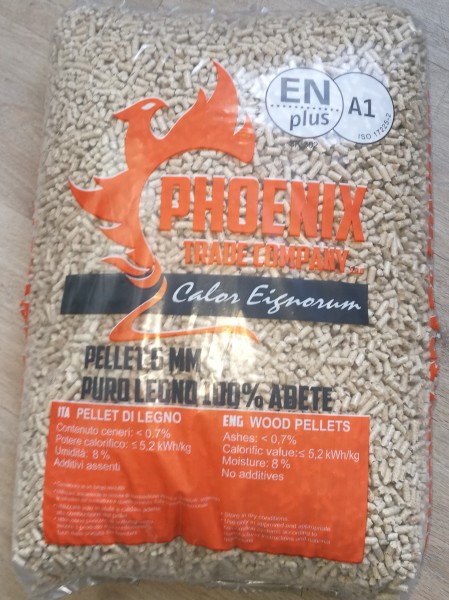 EN
plus
A1
ISO 17225-2
PHOENIX
TRADE COMPANY
Calor Eignorum
PELLET 6 MM
PURO LEGNO 100% ABETE
ITA PELLET DI LEGNO
Contenuto ceneri: < 0,7%
Potere calorifico: ≤ 5,2 kWh/kg
Umidità: 8 %
Additivi assenti
ENG WOOD PELLETS
Ashes: < 0,7%
Calorific value: ≤ 5,2 kWh/kg
Moisture: 8 %
No additives